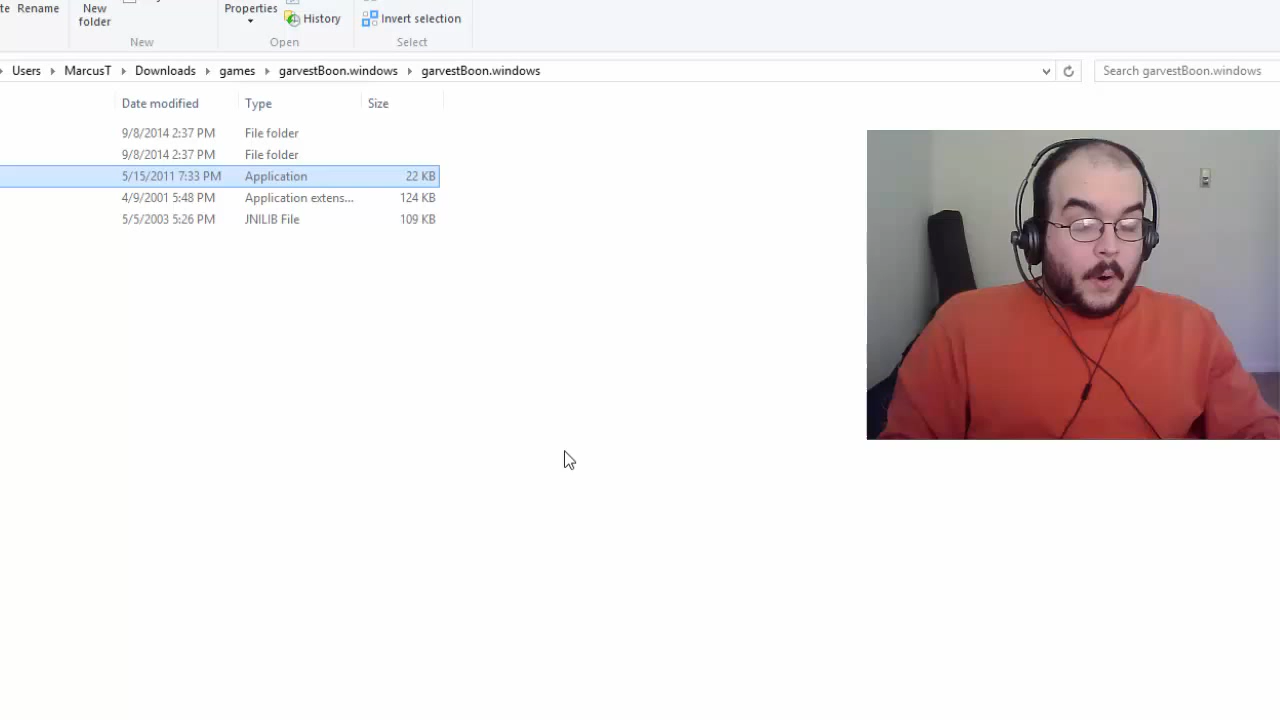 Rename
New folder
Properties
History
Invert selection
New
Open
Select
Users MarcusT Downloads games garvestBoon.windows garvestBoon.windows
Search garvestBoon.windows
Date modified Type Size
9/8/2014 2:37 PM File folder
9/8/2014 2:37 PM File folder
5/15/2011 7:33 PM Application 22 KB
4/9/2001 5:48 PM Application extens... 124 KB
5/5/2003 5:26 PM JNILIB File 109 KB